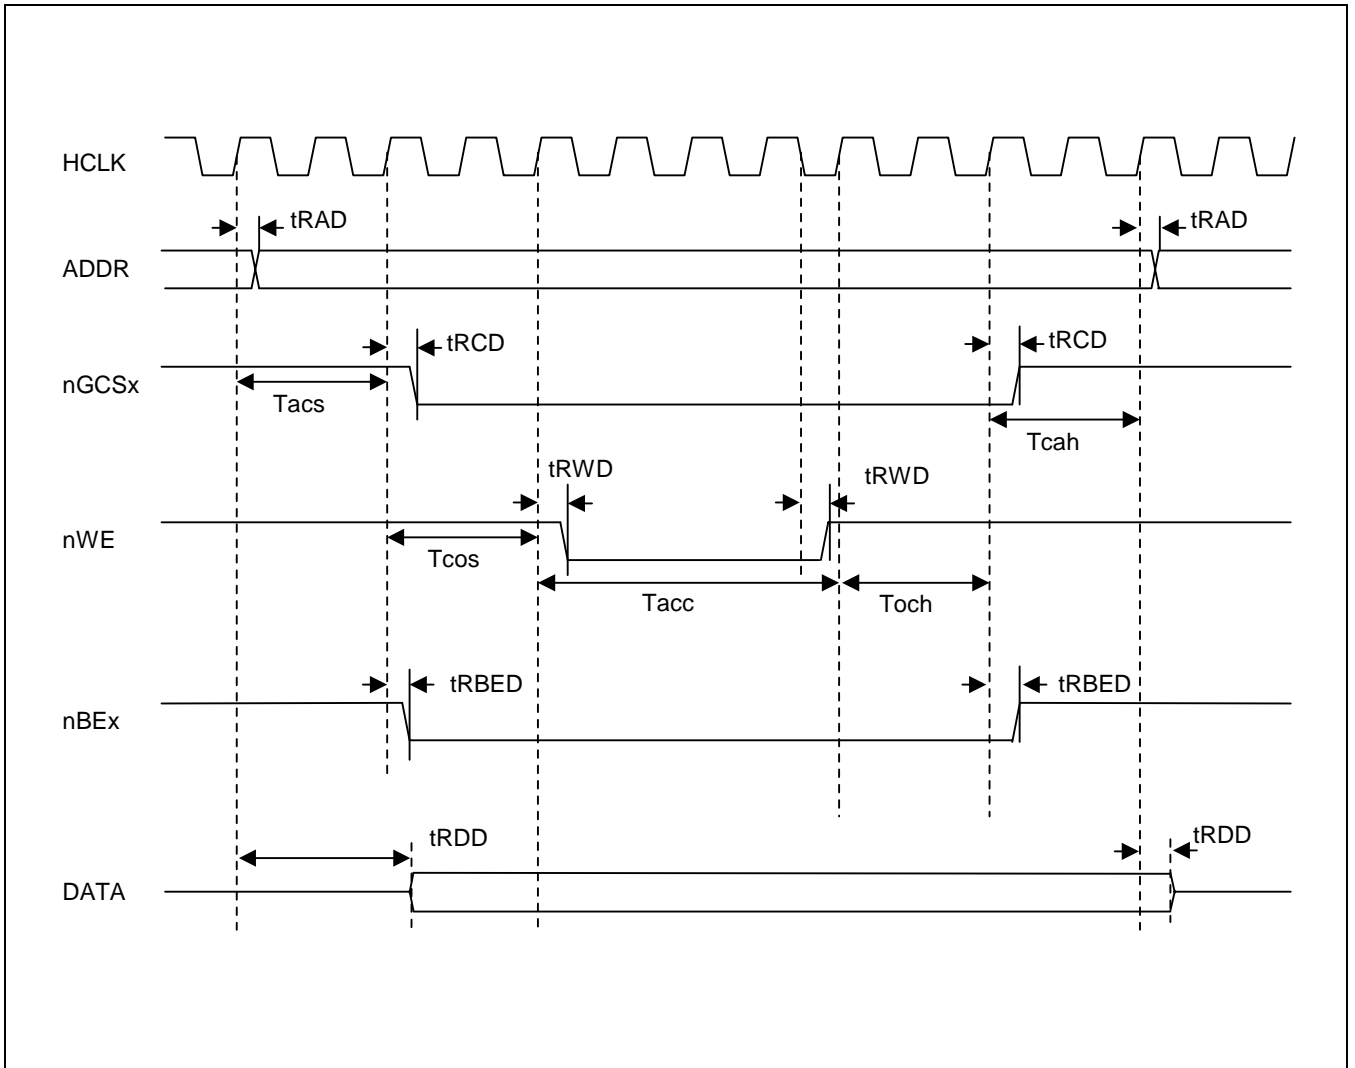 HCLK
tRAD
tRAD
ADDR
tRCD
tRCD
nGCSx
Tacs
Tcah
tRWD
tRWD
nWE
Tcos
Tacc
Toch
tRBED
tRBED
nBEx
tRDD
tRDD
DATA